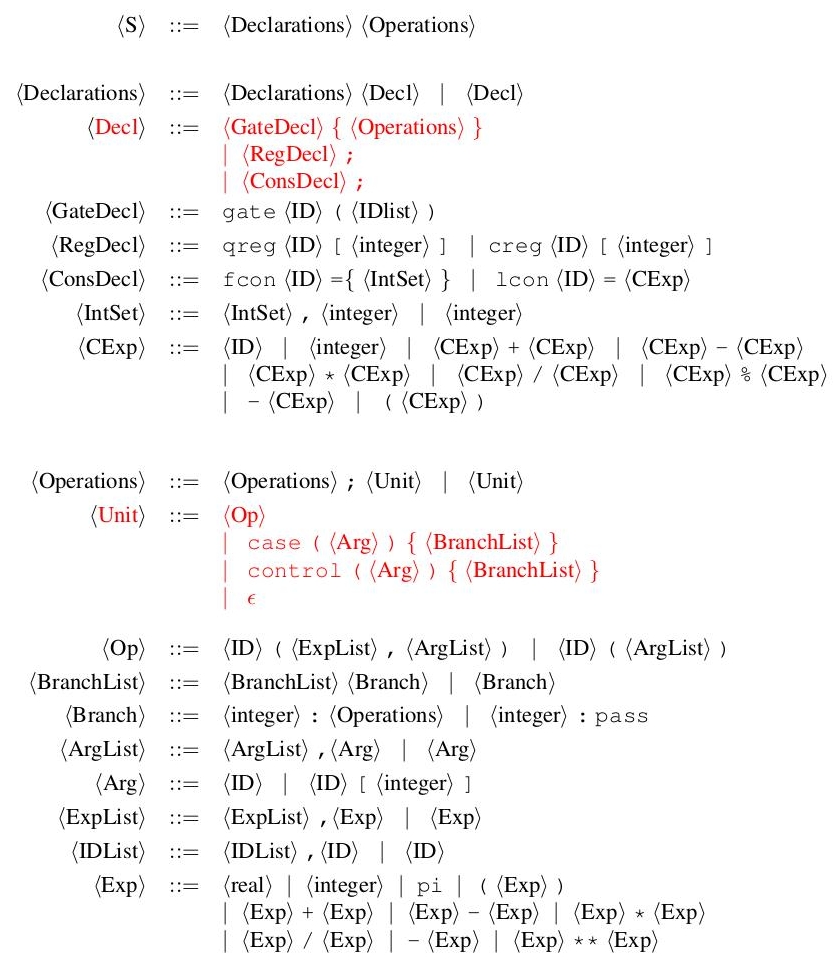 ⟨S⟩ ::= ⟨Declarations⟩ ⟨Operations⟩
⟨Declarations⟩ ::= ⟨Declarations⟩ ⟨Decl⟩ | ⟨Decl⟩
⟨Decl⟩ ::= ⟨GateDecl⟩ { ⟨Operations⟩ }
| ⟨RegDecl⟩ ;
| ⟨ConsDecl⟩ ;
⟨GateDecl⟩ ::= gate ⟨ID⟩ ( ⟨IDlist⟩ )
⟨RegDecl⟩ ::= qreg ⟨ID⟩ [ ⟨integer⟩ ] | creg ⟨ID⟩ [ ⟨integer⟩ ]
⟨ConsDecl⟩ ::= fcon ⟨ID⟩ ={ ⟨IntSet⟩ } | lcon ⟨ID⟩ = ⟨CExp⟩
⟨IntSet⟩ ::= ⟨IntSet⟩ , ⟨integer⟩ | ⟨integer⟩
⟨CExp⟩ ::= ⟨ID⟩ | ⟨integer⟩ | ⟨CExp⟩ + ⟨CExp⟩ | ⟨CExp⟩ − ⟨CExp⟩
| ⟨CExp⟩ * ⟨CExp⟩ | ⟨CExp⟩ / ⟨CExp⟩ | ⟨CExp⟩ % ⟨CExp⟩
| − ⟨CExp⟩ | ( ⟨CExp⟩ )
⟨Operations⟩ ::= ⟨Operations⟩ ; ⟨Unit⟩ | ⟨Unit⟩
⟨Unit⟩ ::= ⟨Op⟩
| case ( ⟨Arg⟩ ) { ⟨BranchList⟩ }
| control ( ⟨Arg⟩ ) { ⟨BranchList⟩ }
| ϵ
⟨Op⟩ ::= ⟨ID⟩ ( ⟨ExpList⟩ , ⟨ArgList⟩ ) | ⟨ID⟩ ( ⟨ArgList⟩ )
⟨BranchList⟩ ::= ⟨BranchList⟩ ⟨Branch⟩ | ⟨Branch⟩
⟨Branch⟩ ::= ⟨integer⟩ : ⟨Operations⟩ | ⟨integer⟩ : pass
⟨ArgList⟩ ::= ⟨ArgList⟩ ,⟨Arg⟩ | ⟨Arg⟩
⟨Arg⟩ ::= ⟨ID⟩ | ⟨ID⟩ [ ⟨integer⟩ ]
⟨ExpList⟩ ::= ⟨ExpList⟩ ,⟨Exp⟩ | ⟨Exp⟩
⟨IDList⟩ ::= ⟨IDList⟩ ,⟨ID⟩ | ⟨ID⟩
⟨Exp⟩ ::= ⟨real⟩ | ⟨integer⟩ | pi | ( ⟨Exp⟩ )
| ⟨Exp⟩ + ⟨Exp⟩ | ⟨Exp⟩ − ⟨Exp⟩ | ⟨Exp⟩ * ⟨Exp⟩
| ⟨Exp⟩ / ⟨Exp⟩ | − ⟨Exp⟩ | ⟨Exp⟩ ** ⟨Exp⟩